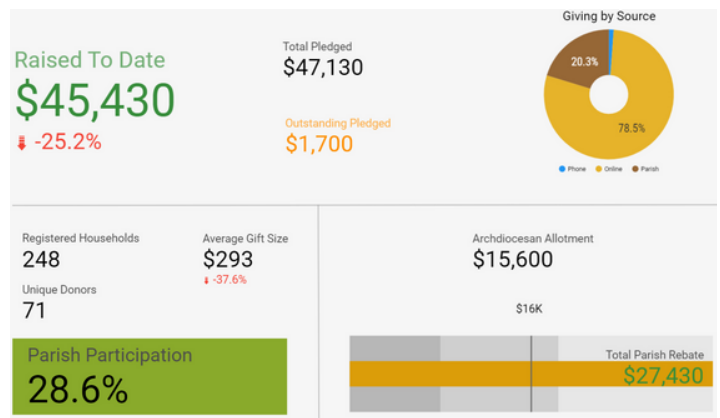 Giving by Source
Raised To Date
$45,430
-25.2%
Total Pledged
$47,130
Outstanding Pledged
$1,700
20.3%
78.5%
Phone Online Parish
Registered Households
248
Average Gift Size
$293
-37.6%
Unique Donors
71
Parish Participation
28.6%
Archdiocesan Allotment
$15,600
$16K
Total Parish Rebate
$27,430